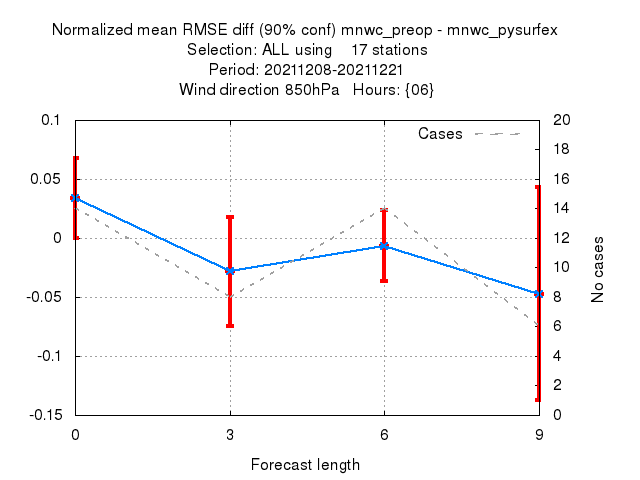 Normalized mean RMSE diff (90% conf) mnwc_preop - mnwc_pysurfex
Selection: ALL using    17 stations
Period: 20211208-20211221
Wind direction 850hPa   Hours: {06}
0.1
0.05
0
-0.05
-0.1
-0.15
Cases
20
18
16
14
12
10
8
6
4
2
0
No cases
0 3 6 9
Forecast length